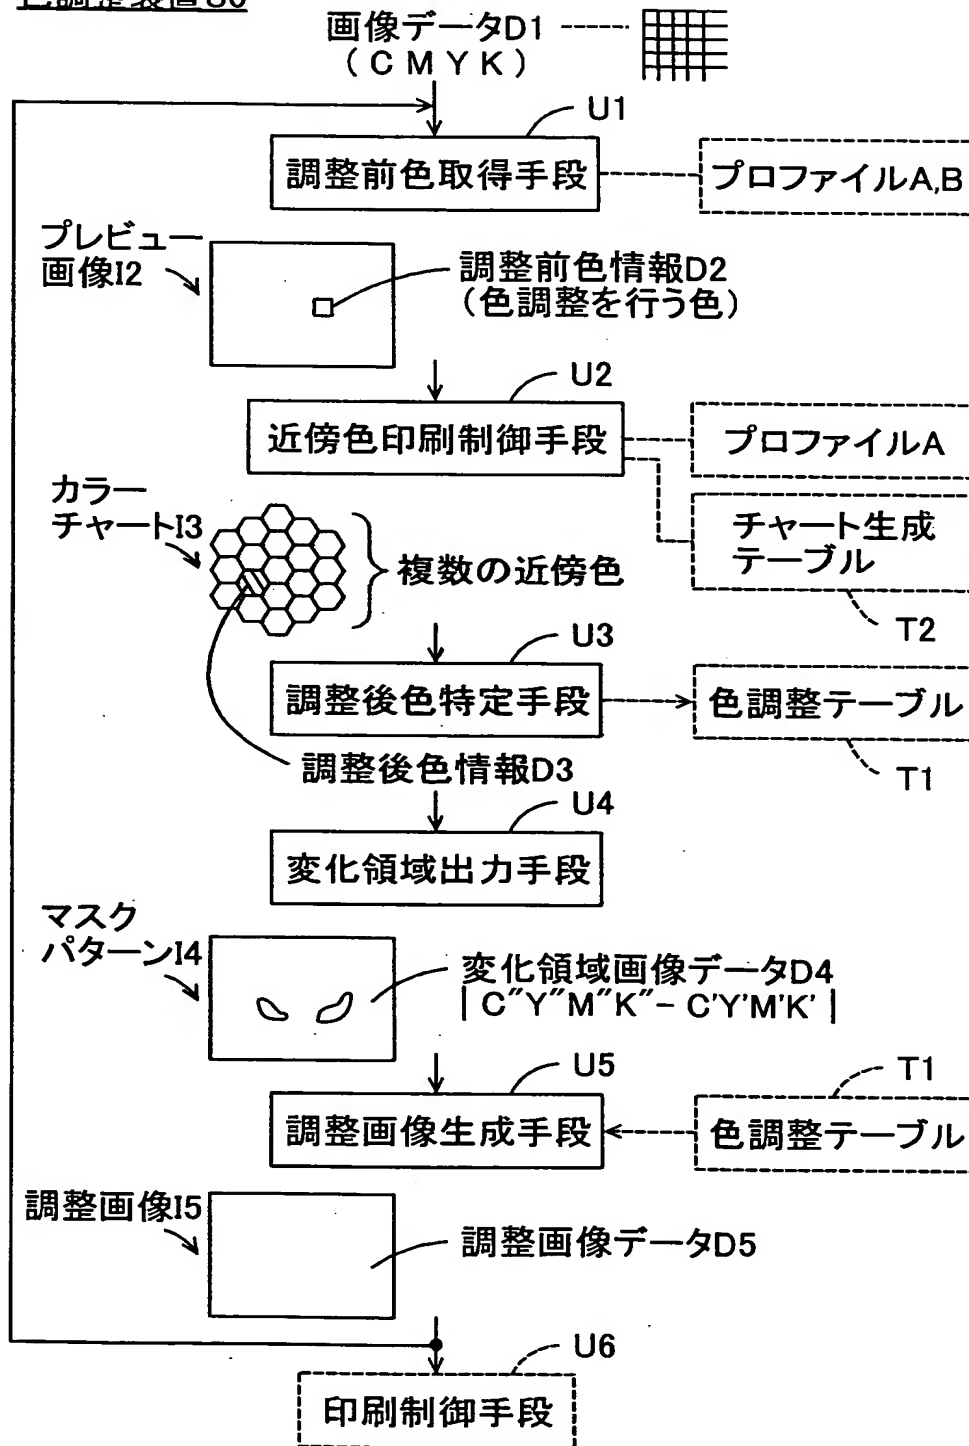 画像データD1
(CMYK)
U1
調整前色取得手段
プロファイルA,B
プレビュー
画像I2
調整前色情報D2
(色調整を行う色)
U2
近傍色印刷制御手段
プロファイルA
カラー
チャートI3
複数の近傍色
チャート生成
テーブル
T2
U3
調整後色特定手段
色調整テーブル
T1
調整後色情報D3
U4
変化領域出力手段
マスク
パターンI4
変化領域画像データD4
|C″Y″M″K″-C'Y'M'K'|
U5
T1
調整画像生成手段
色調整テーブル
調整画像I5
調整画像データD5
U6
印刷制御手段